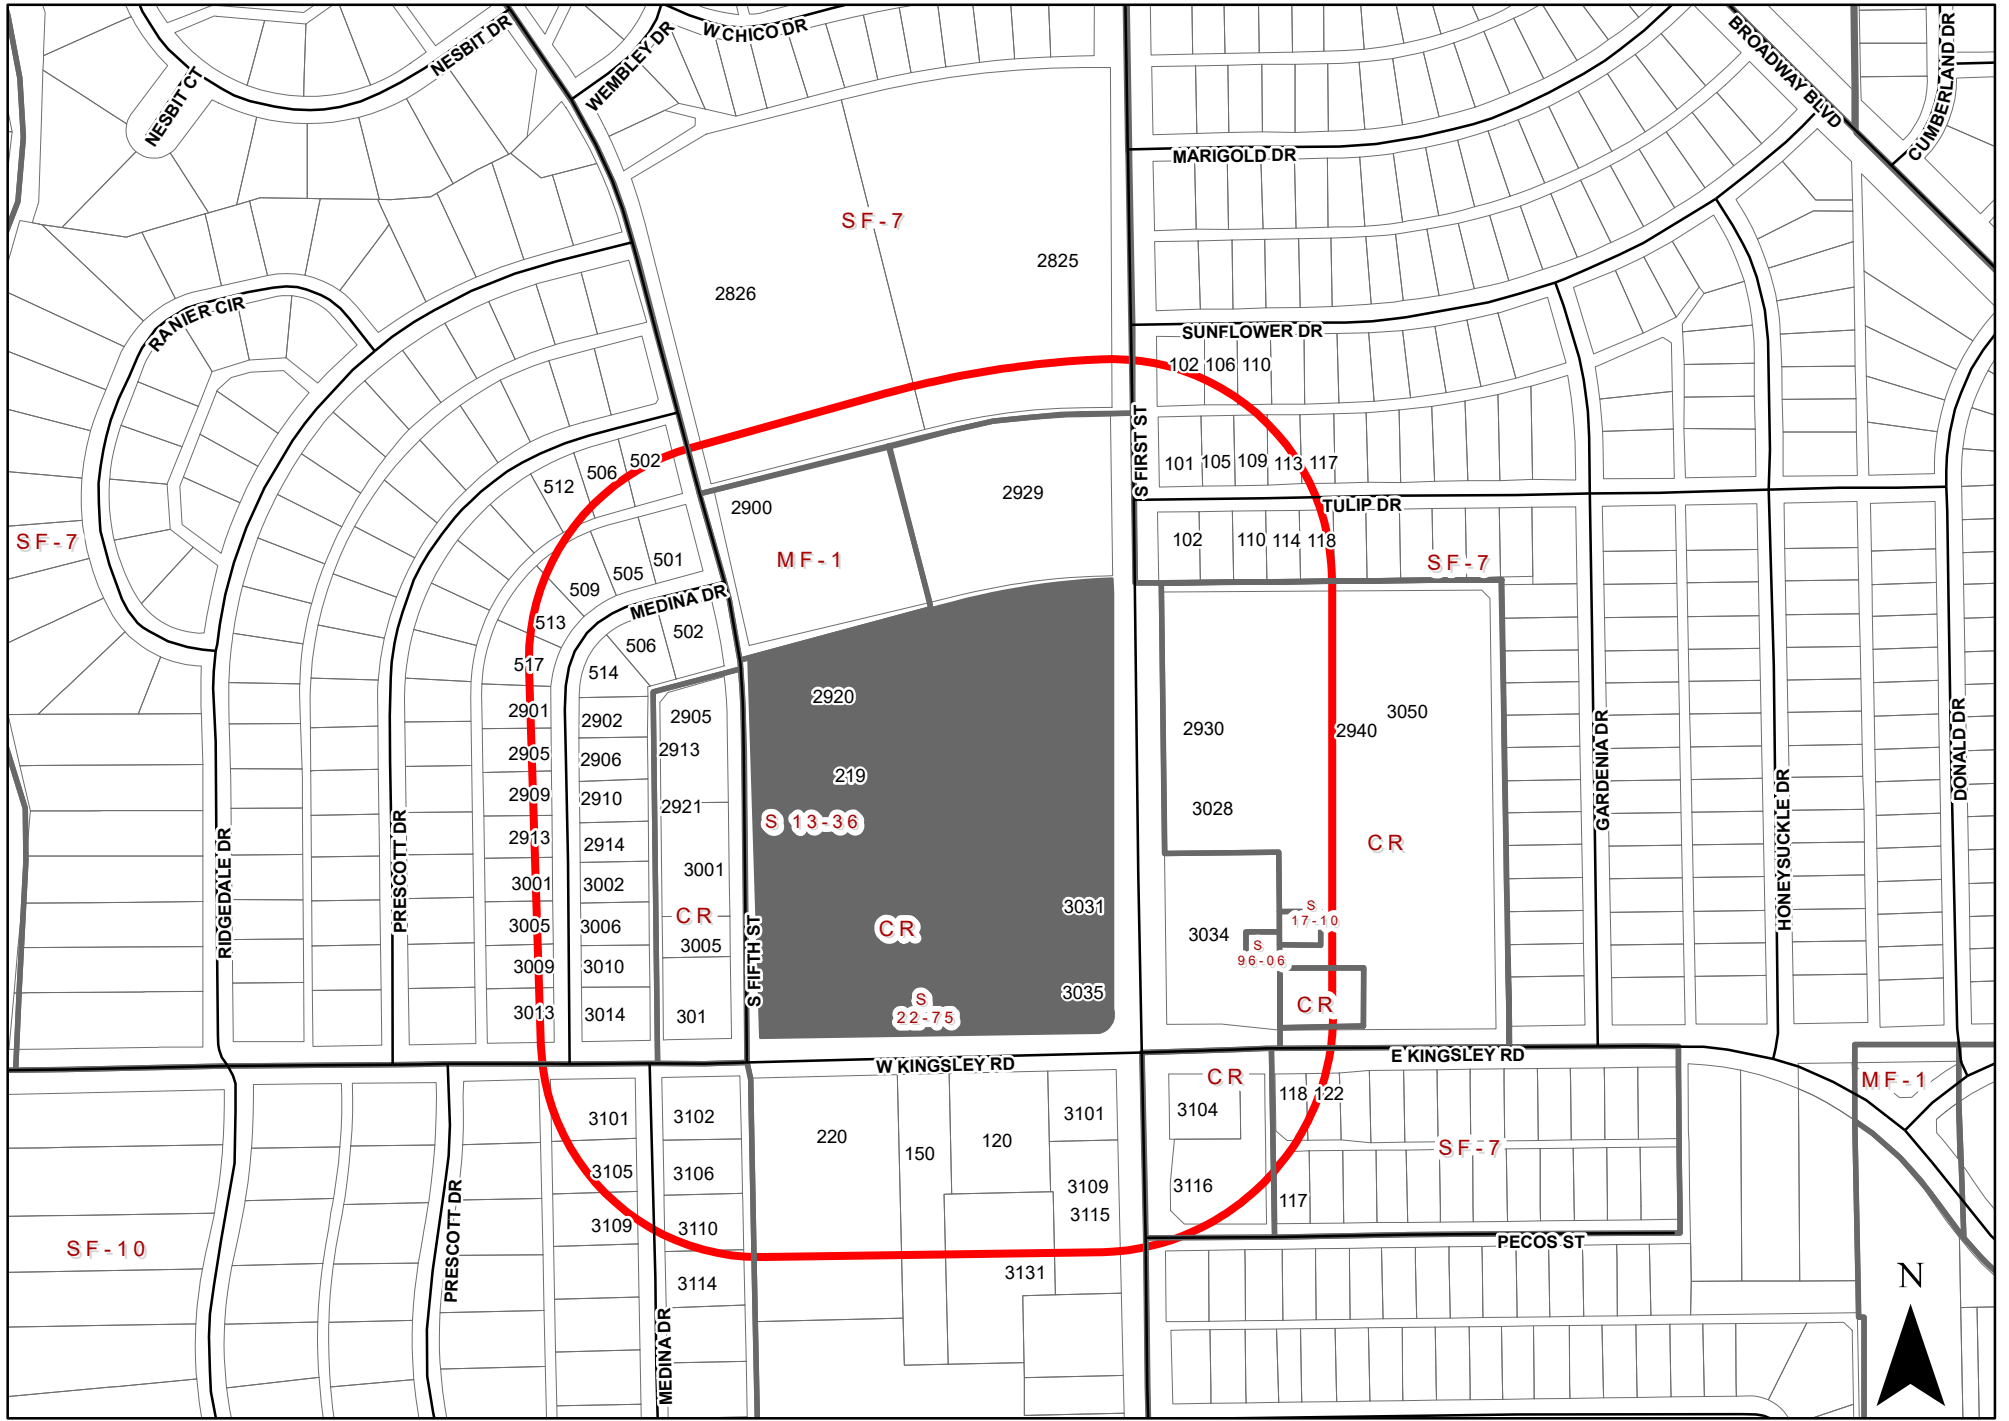 NESBIT DR
NESBIT CT
WEMBLEY DR
W CHICO DR
BROADWAY BLVD
CUMBERLAND DR
MARIGOLD DR
SF-7
2826
2825
RANIER CIR
SUNFLOWER DR
102
106
110
S FIRST ST
101
105
109
113
117
502
506
512
2900
2929
TULIP DR
SF-7
MF-1
102
110
114
118
SF-7
501
505
509
513
517
MEDINA DR
502
506
514
2901
2905
2909
2913
3001
3005
3009
3013
2902
2906
2910
2914
3002
3006
3010
3014
2905
2913
2921
3001
CR
3005
301
RIDGEDALE DR
PRESCOTT DR
S FIFTH ST
2920
219
S 13-36
CR
3031
3035
S
22-75
2930
2940
3050
3028
CR
3034
S
17-10
S
96-06
CR
GARDENIA DR
HONEYSUCKLE DR
DONALD DR
W KINGSLEY RD
E KINGSLEY RD
3101
3105
3109
3102
3106
3110
3114
220
150
120
3101
3109
3115
3131
CR
3104
3116
118
122
SF-7
117
MF-1
SF-10
PRESCOTT DR
MEDINA DR
PECOS ST
N